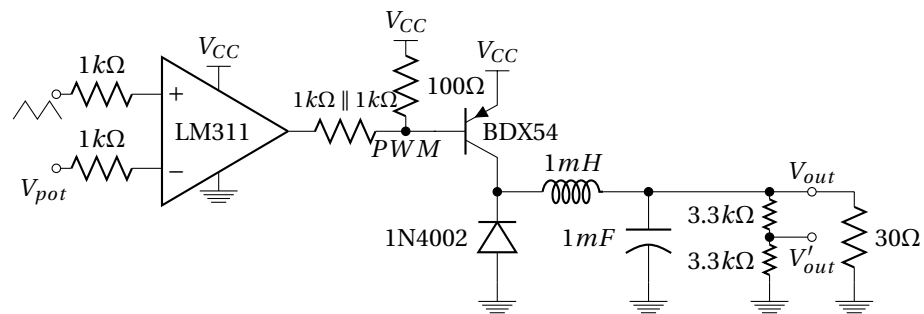 V_CC
V_CC
V_CC
1kΩ
1kΩ ∥ 1kΩ
100Ω
+
LM311
BDX54
1kΩ
PWM
−
1mH
V_pot
V_out
3.3kΩ
1N4002
1mF
30Ω
V′_out
3.3kΩ